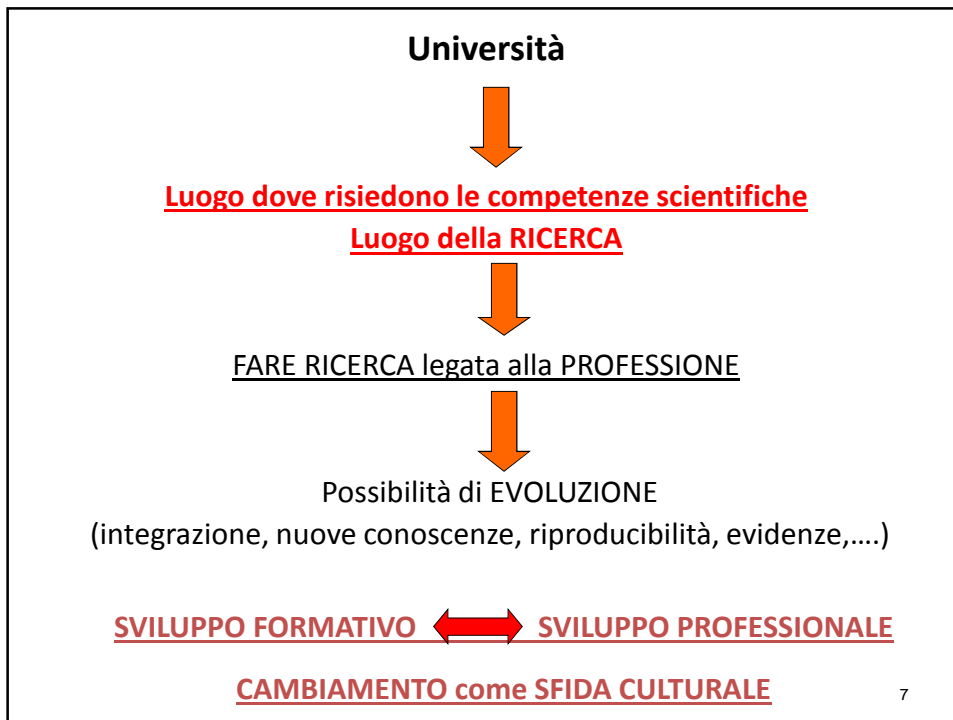 Università
Luogo dove risiedono le competenze scientifiche
Luogo della RICERCA
FARE RICERCA legata alla PROFESSIONE
Possibilità di EVOLUZIONE
(integrazione, nuove conoscenze, riproducibilità, evidenze,....)
SVILUPPO FORMATIVO SVILUPPO PROFESSIONALE
CAMBIAMENTO come SFIDA CULTURALE
7